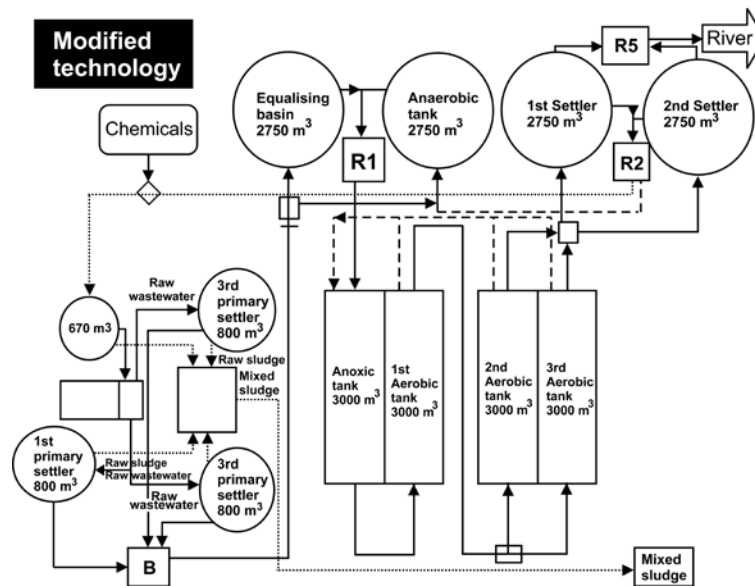 Modified
technology
Chemicals
Equalising
basin
2750 m3
Anaerobic
tank
2750 m3
R1
1st Settler
2750 m3
2nd Settler
2750 m3
R5
River
R2
670 m3
Raw
wastewater
3rd
primary
settler
800 m3
Raw sludge
Mixed
sludge
1st
primary
settler
800 m3
Raw sludge
Raw wastewater
Raw
wastewater
3rd
primary
settler
800 m3
B
Anoxic
tank
3000 m3
1st
Aerobic
tank
3000 m3
2nd
Aerobic
tank
3000 m3
3rd
Aerobic
tank
3000 m3
Mixed
sludge